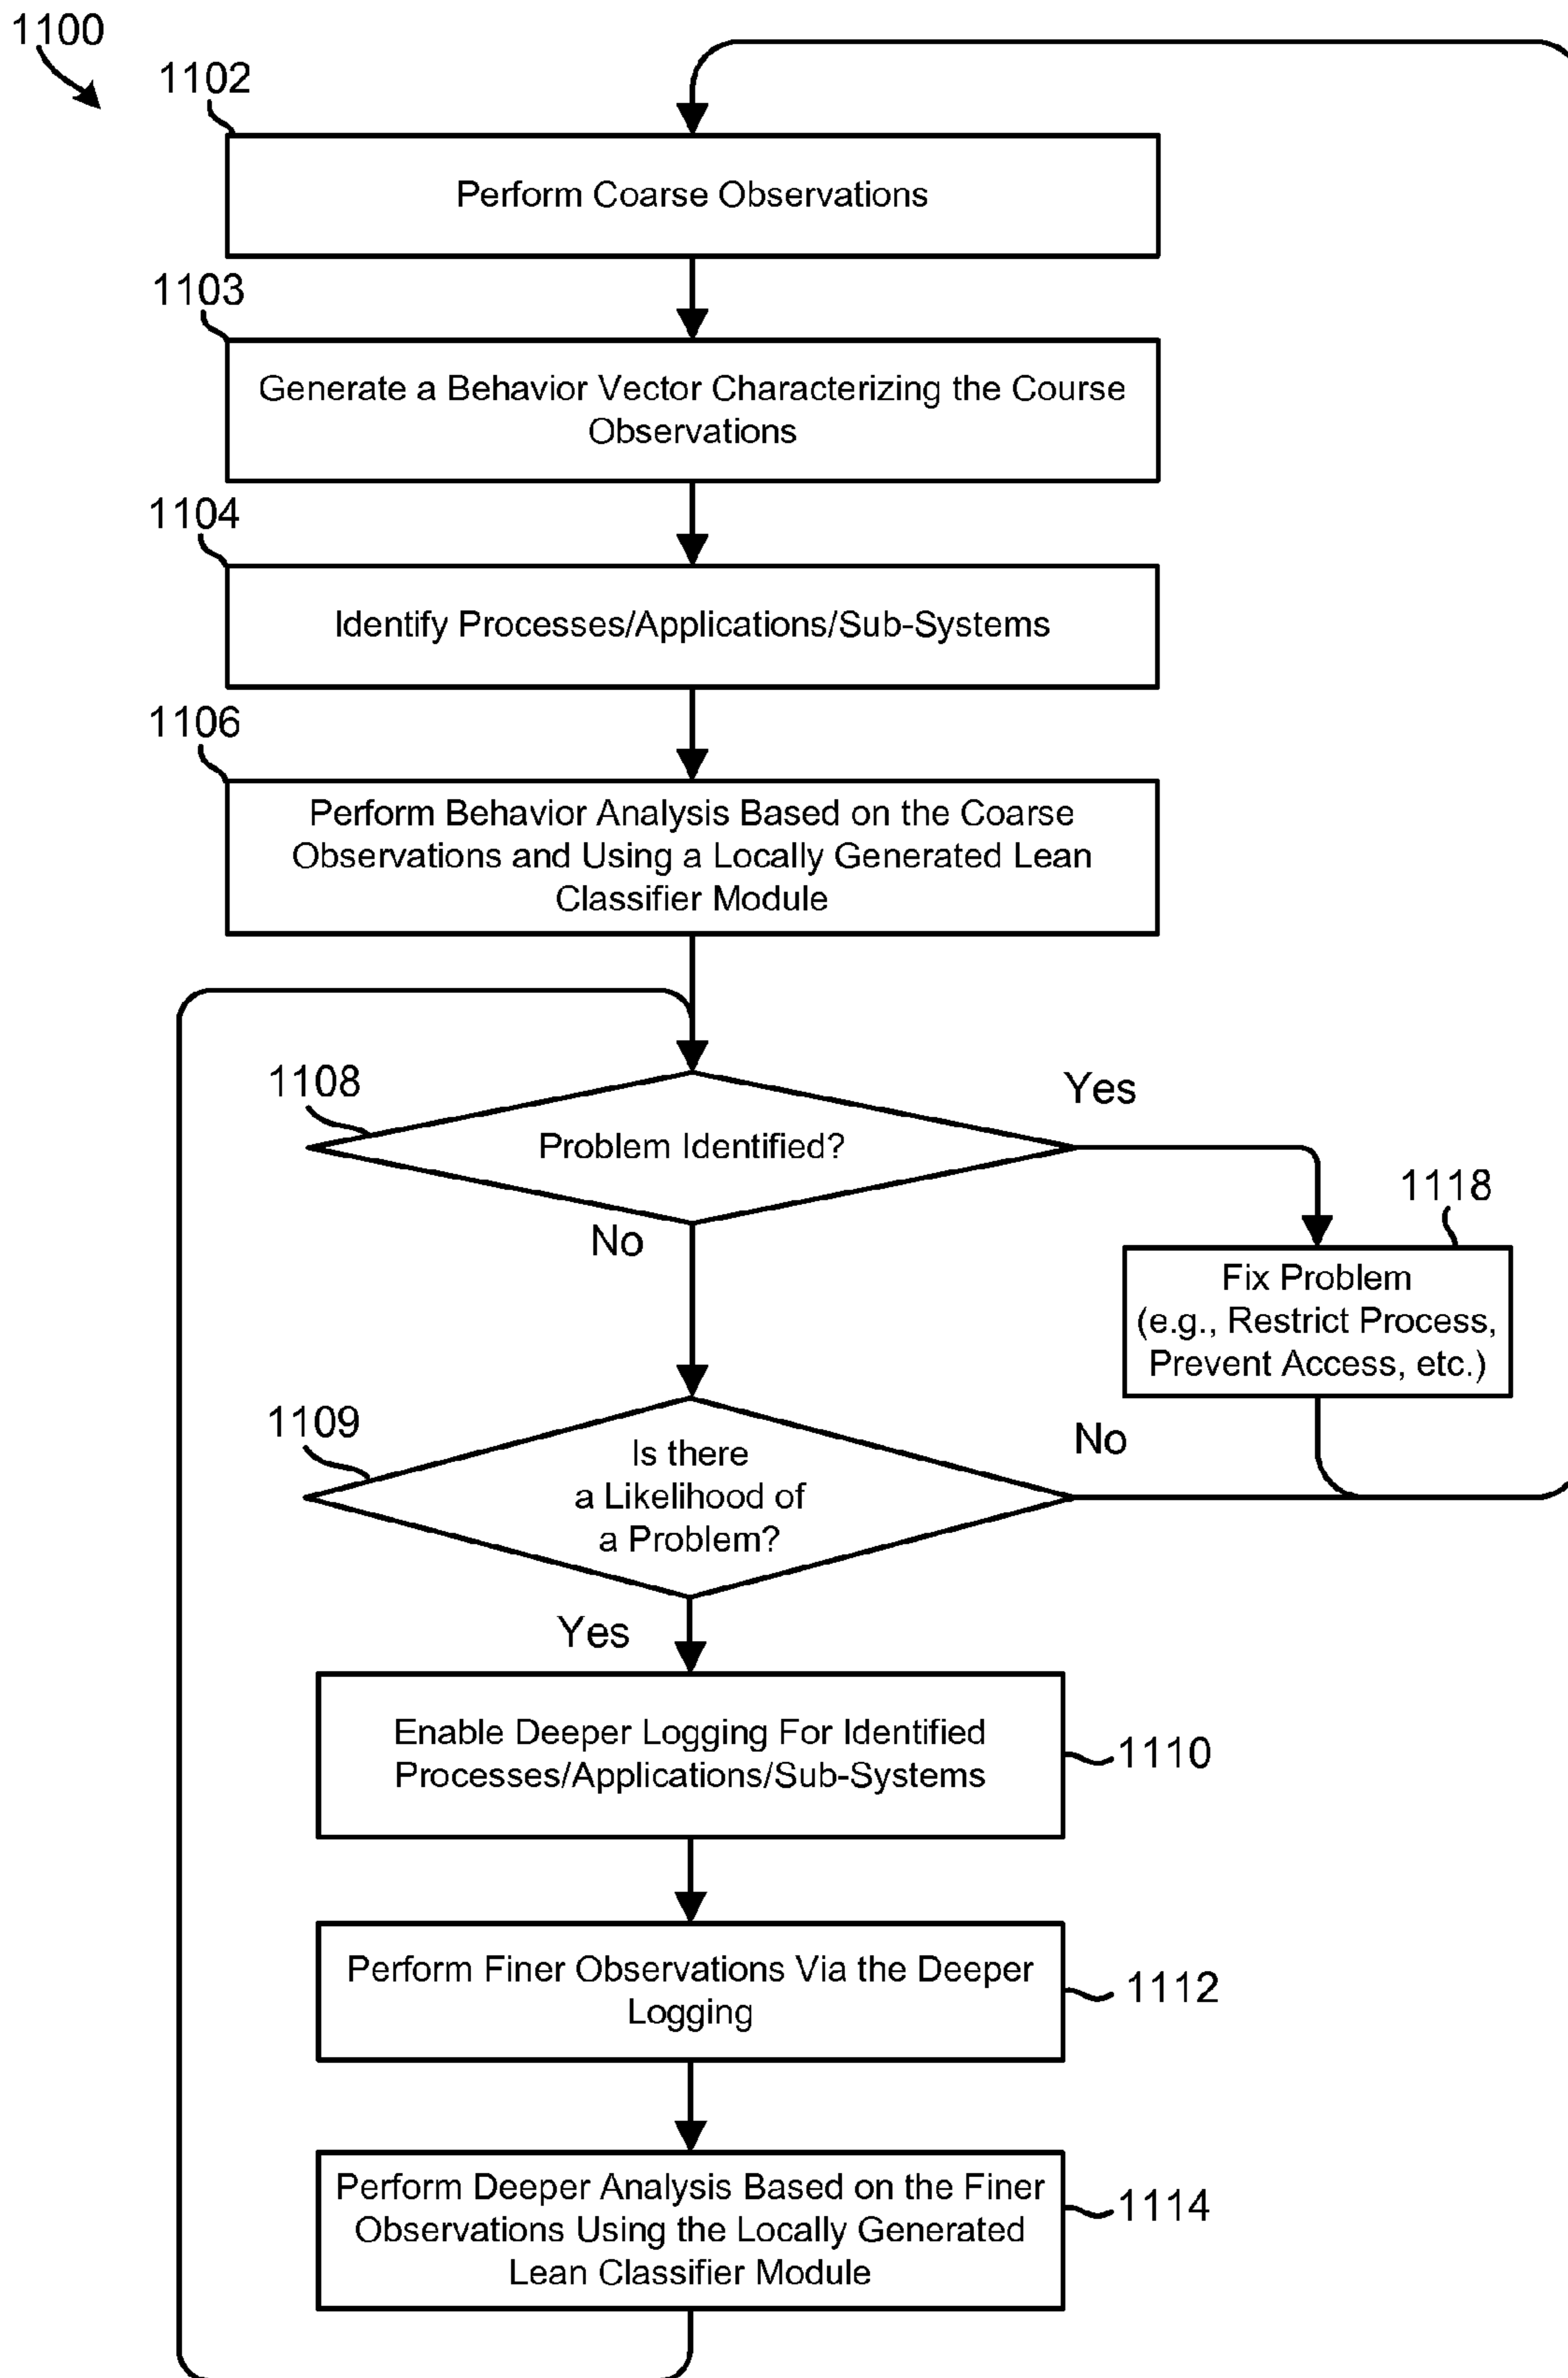 1100
1102
Perform Coarse Observations
1103
Generate a Behavior Vector Characterizing the Course
Observations
1104
Identify Processes/Applications/Sub-Systems
1106
Perform Behavior Analysis Based on the Coarse
Observations and Using a Locally Generated Lean
Classifier Module
1108
Problem Identified?
Yes
No
1118
Fix Problem
(e.g., Restrict Process,
Prevent Access, etc.)
1109
Is there
a Likelihood of
a Problem?
No
Yes
Enable Deeper Logging For Identified
Processes/Applications/Sub-Systems
1110
Perform Finer Observations Via the Deeper
Logging
1112
Perform Deeper Analysis Based on the Finer
Observations Using the Locally Generated
Lean Classifier Module
1114